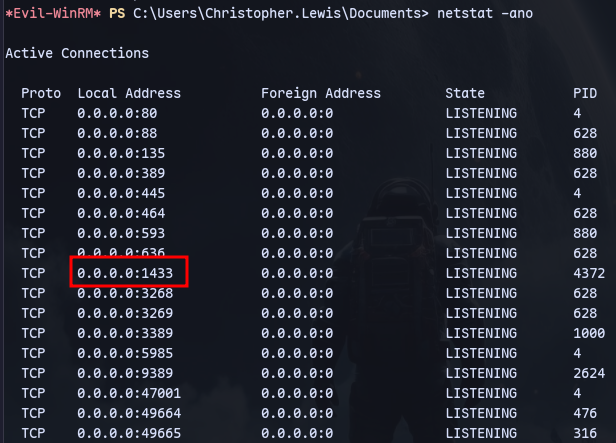 *Evil-WinRM* PS C:\Users\Christopher.Lewis\Documents> netstat -ano
Active Connections
Proto  Local Address          Foreign Address        State           PID
TCP    0.0.0.0:80             0.0.0.0:0              LISTENING       4
TCP    0.0.0.0:88             0.0.0.0:0              LISTENING       628
TCP    0.0.0.0:135            0.0.0.0:0              LISTENING       880
TCP    0.0.0.0:389            0.0.0.0:0              LISTENING       628
TCP    0.0.0.0:445            0.0.0.0:0              LISTENING       4
TCP    0.0.0.0:464            0.0.0.0:0              LISTENING       628
TCP    0.0.0.0:593            0.0.0.0:0              LISTENING       880
TCP    0.0.0.0:636            0.0.0.0:0              LISTENING       628
TCP    0.0.0.0:1433           0.0.0.0:0              LISTENING       4372
TCP    0.0.0.0:3268           0.0.0.0:0              LISTENING       628
TCP    0.0.0.0:3269           0.0.0.0:0              LISTENING       628
TCP    0.0.0.0:3389           0.0.0.0:0              LISTENING       1000
TCP    0.0.0.0:5985           0.0.0.0:0              LISTENING       4
TCP    0.0.0.0:9389           0.0.0.0:0              LISTENING       2624
TCP    0.0.0.0:47001          0.0.0.0:0              LISTENING       4
TCP    0.0.0.0:49664          0.0.0.0:0              LISTENING       476
TCP    0.0.0.0:49665          0.0.0.0:0              LISTENING       316